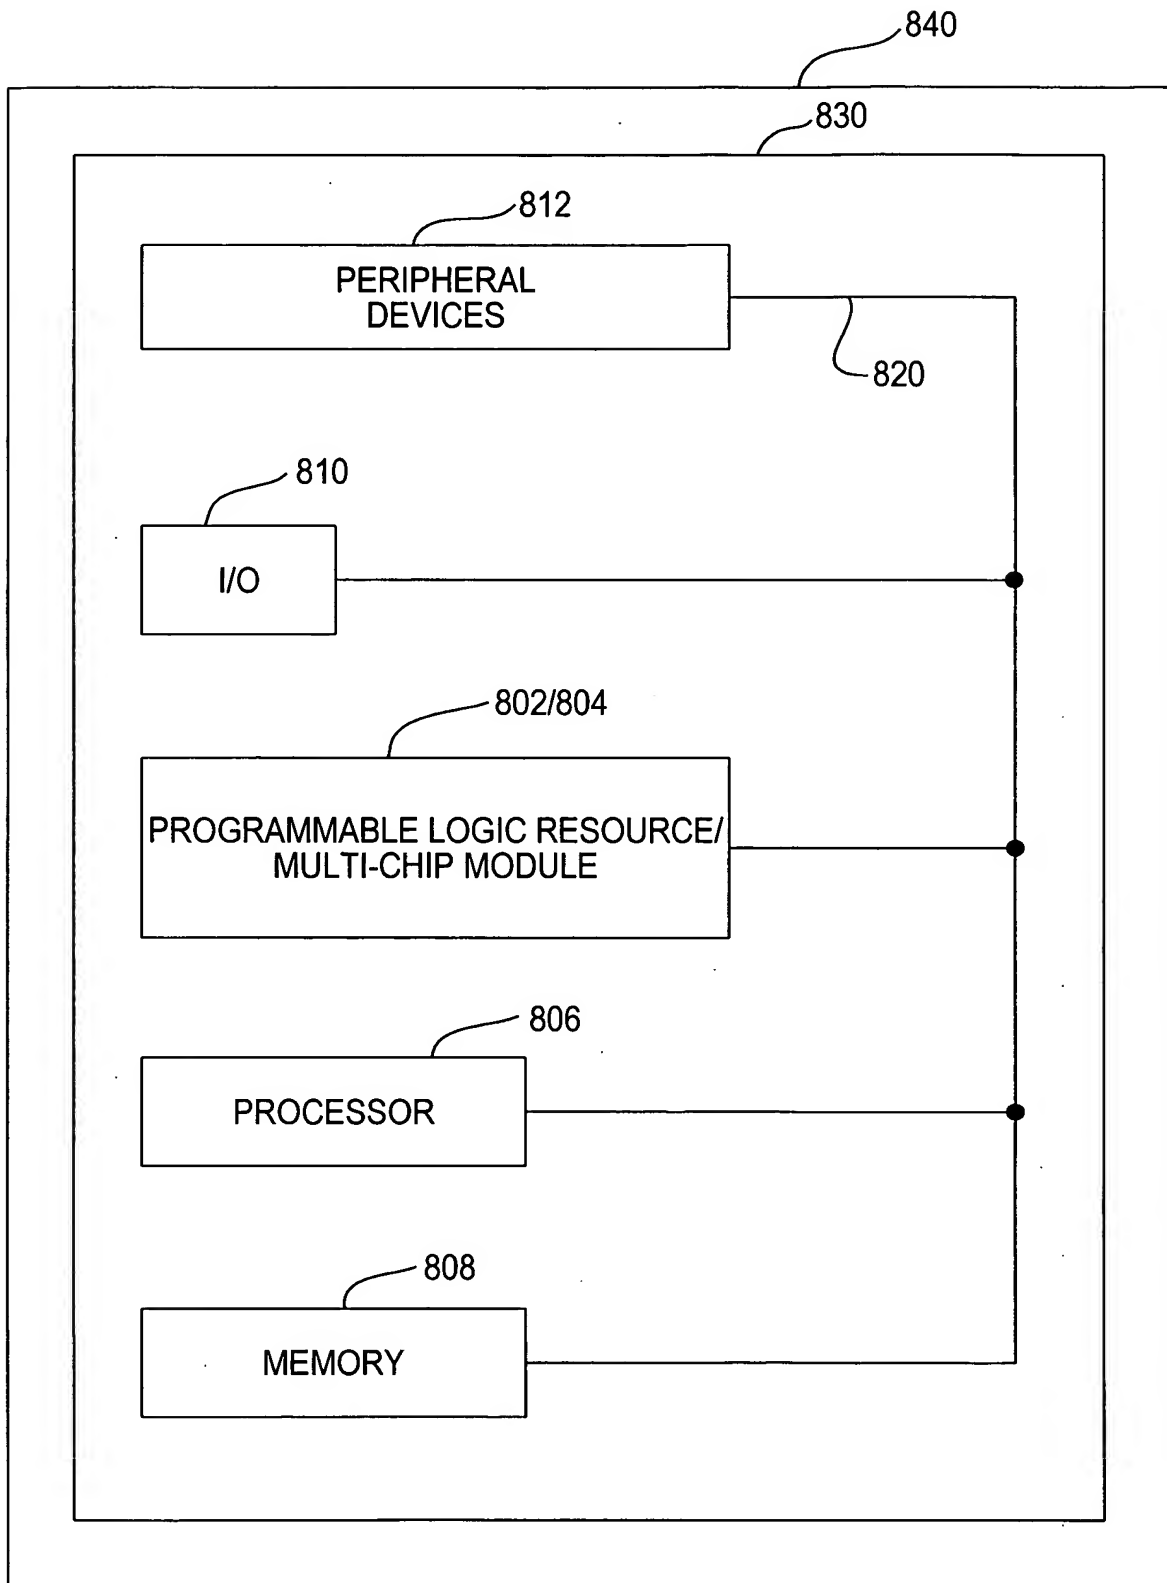 840
830
812
PERIPHERAL
DEVICES
820
810
I/O
802/804
PROGRAMMABLE LOGIC RESOURCE/
MULTI-CHIP MODULE
806
PROCESSOR
808
MEMORY